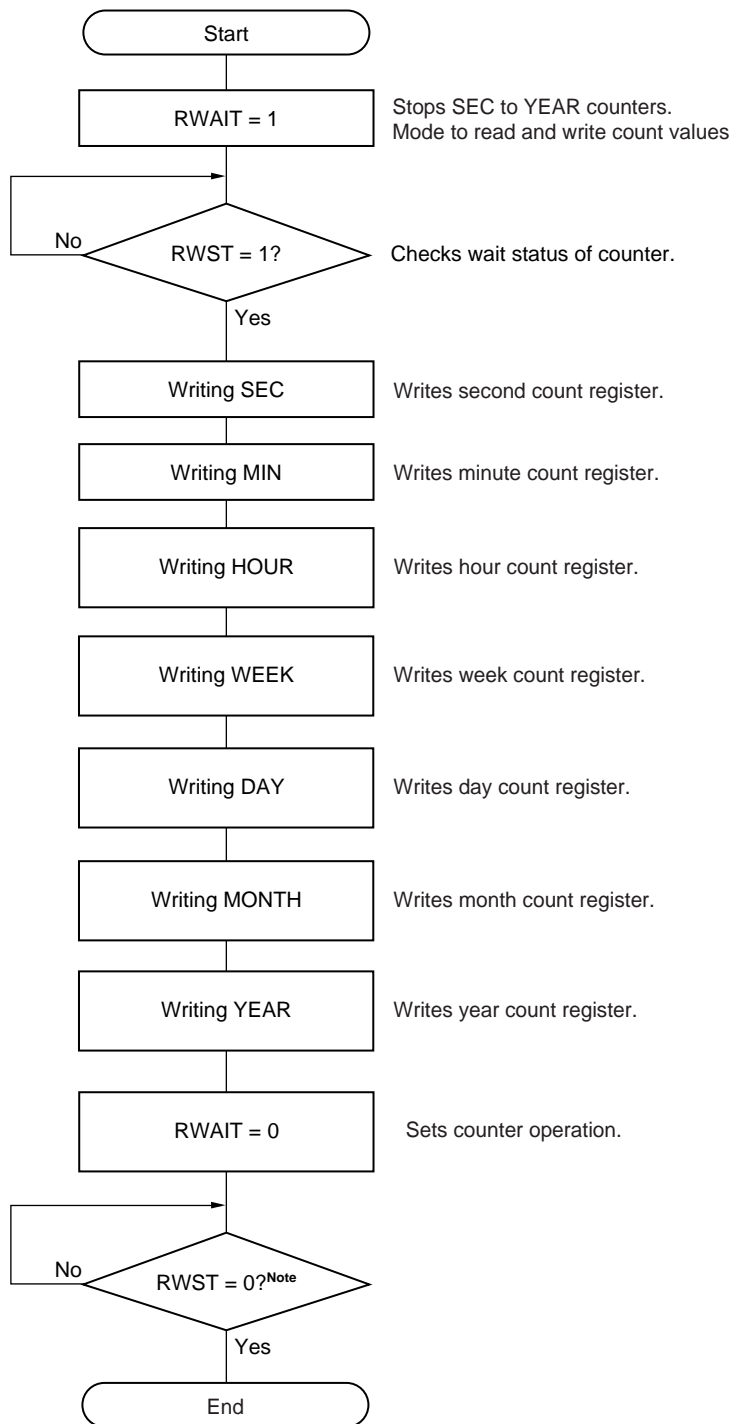 Start
RWAIT = 1
Stops SEC to YEAR counters.
Mode to read and write count values
No
RWST = 1?
Checks wait status of counter.
Yes
Writing SEC
Writes second count register.
Writing MIN
Writes minute count register.
Writing HOUR
Writes hour count register.
Writing WEEK
Writes week count register.
Writing DAY
Writes day count register.
Writing MONTH
Writes month count register.
Writing YEAR
Writes year count register.
RWAIT = 0
Sets counter operation.
No
RWST = 0?Note
Yes
End